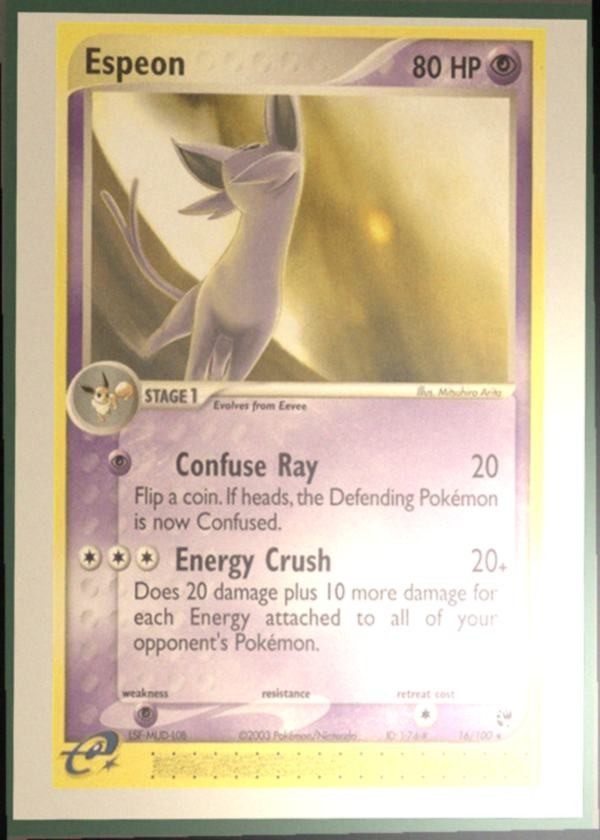 Espeon
80 HP
Illus. Mitsuhiro Arita
STAGE 1
Evolves from Eevee
Confuse Ray 20
Flip a coin. If heads, the Defending Pokémon
is now Confused.
Energy Crush 20+
Does 20 damage plus 10 more damage for
each Energy attached to all of your
opponent's Pokémon.
weakness resistance retreat cost
©2003 Pokémon/Nintendo 16/100
e